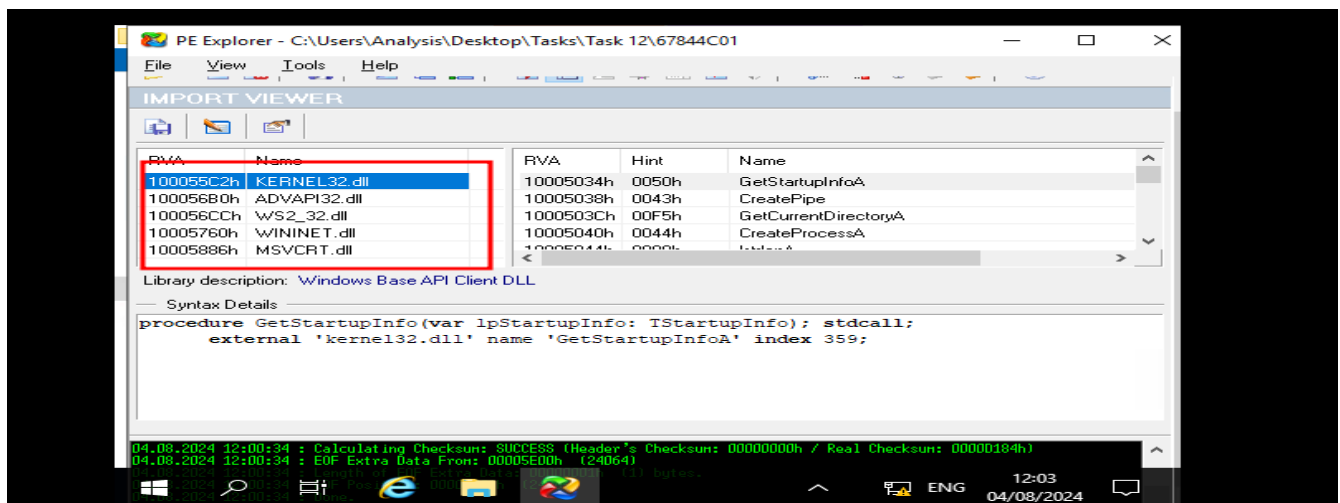 PE Explorer - C:\Users\Analysis\Desktop\Tasks\Task 12\67844C01
File View Tools Help
IMPORT VIEWER
RVA Name RVA Hint Name
100055C2h KERNEL32.dll 10005034h 0050h GetStartupInfoA
100056B0h ADVAPI32.dll 10005038h 0043h CreatePipe
100056CCh WS2_32.dll 1000503Ch 00F5h GetCurrentDirectoryA
10005760h WININET.dll 10005040h 0044h CreateProcessA
10005886h MSVCRT.dll
Library description: Windows Base API Client DLL
Syntax Details
procedure GetStartupInfo(var lpStartupInfo: TStartupInfo); stdcall;
external 'kernel32.dll' name 'GetStartupInfoA' index 359;
04.08.2024 12:00:34 : Calculating Checksum: SUCCESS (Header's Checksum: 00000000h / Real Checksum: 0000D184h)
04.08.2024 12:00:34 : EOF Extra Data From: 00005E00h (24064)
(1) bytes.
ENG
12:03
04/08/2024